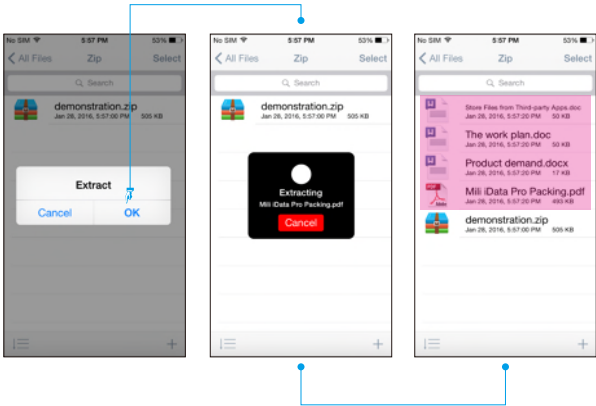 No SIM 5:57 PM 53%
All Files Zip Select
Search
demonstration.zip
Jan 28, 2016, 5:57:00 PM 505 KB
Extract
Cancel OK
No SIM 5:57 PM 53%
All Files Zip Select
Search
demonstration.zip
Jan 28, 2016, 5:57:00 PM 505 KB
Extracting
Mili iData Pro Packing.pdf
Cancel
No SIM 5:57 PM 53%
All Files Zip Select
Search
Store Files from Third-party Apps.doc
Jan 28, 2016, 5:57:20 PM 50 KB
The work plan.doc
Jan 28, 2016, 5:57:20 PM 50 KB
Product demand.docx
Jan 28, 2016, 5:57:20 PM 17 KB
PDF
Mili iData Pro Packing.pdf
Jan 28, 2016, 5:57:20 PM 493 KB
demonstration.zip
Jan 28, 2016, 5:57:00 PM 505 KB